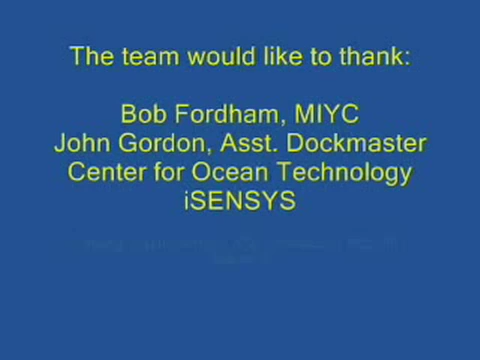 The team would like to thank:
Bob Fordham, MIYC
John Gordon, Asst. Dockmaster
Center for Ocean Technology
iSENSYS